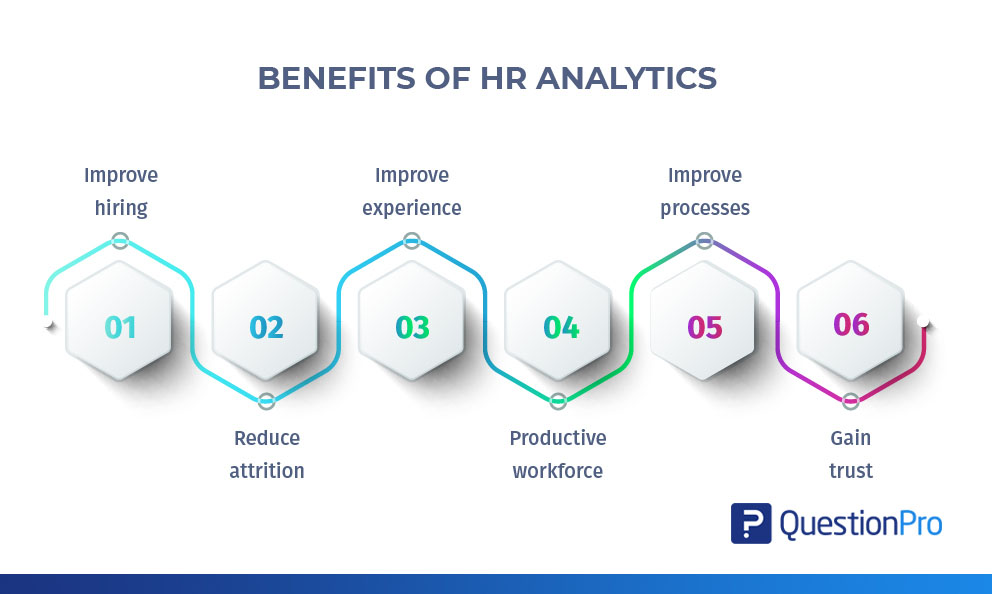 BENEFITS OF HR ANALYTICS
Improve
hiring
Improve
experience
Improve
processes
01
02
03
04
05
06
Reduce
attrition
Productive
workforce
Gain
trust
QuestionPro